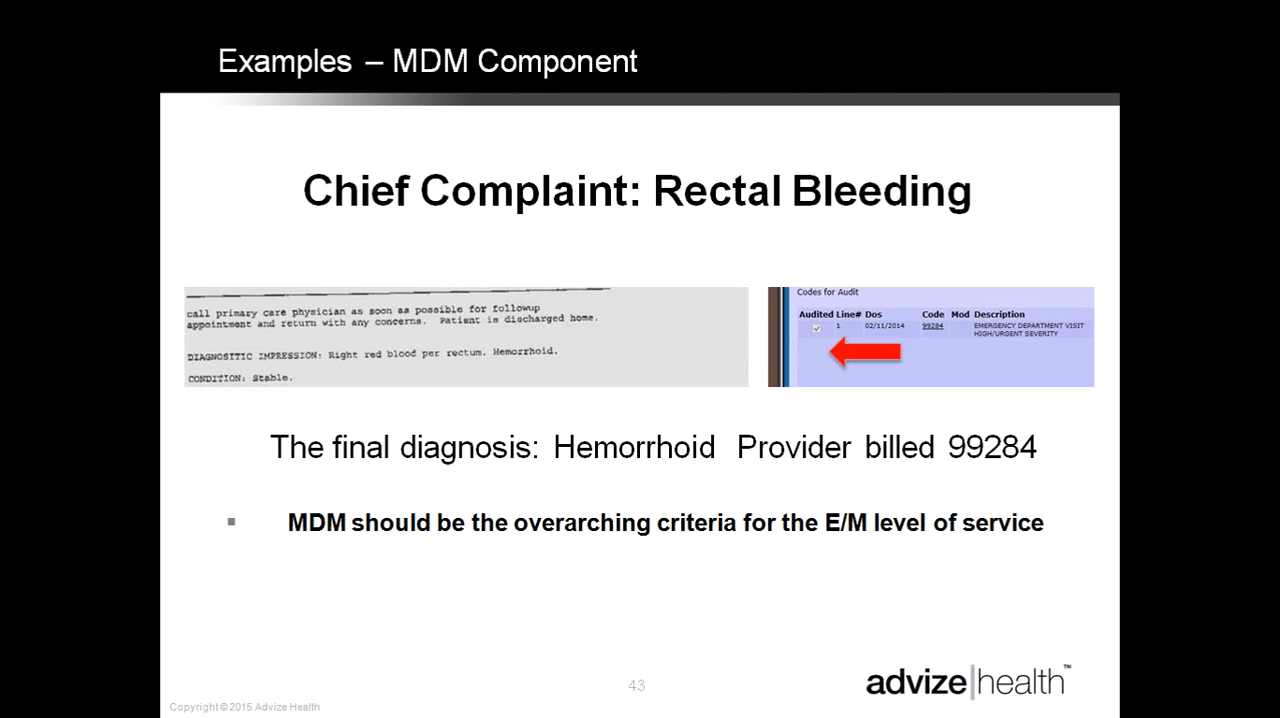 Examples – MDM Component
Chief Complaint: Rectal Bleeding
call primary care physician as soon as possible for followup
appointment and return with any concerns. Patient is discharged home.
DIAGNOSITIC IMPRESSION: Right red blood per rectum. Hemorrhoid.
CONDITION: Stable.
Codes for Audit
Audited Line# Dos Code Mod Description
1 02/11/2014 99284 EMERGENCY DEPARTMENT VISIT
HIGH/URGENT SEVERITY
The final diagnosis: Hemorrhoid Provider billed 99284
▪ MDM should be the overarching criteria for the E/M level of service
43
advize|health™
Copyright©2015 Advize Health